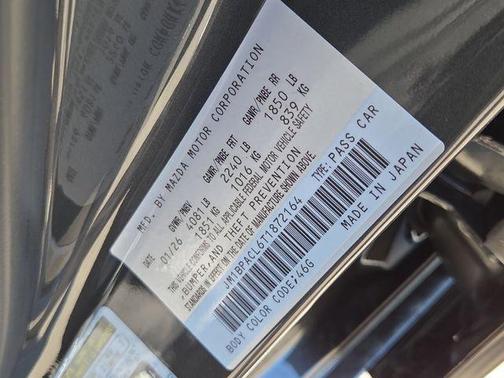 MFD.BY:MAZDA MOTOR CORPORATION
GVWR/PNBV GAWR/PNBE FRT GAWR/PNBE RR
01/26 4081 LB 2240 LB 1850 LB
1851 KG 1016 KG 839 KG
THIS VEHICLE CONFORMS TO ALL APPLICABLE FEDERAL MOTOR VEHICLE SAFETY
,BUMPER,AND THEFT PREVENTION
STANDARDS IN EFFECT ON THE DATE OF MANUFACTURE SHOWN ABOVE.
JM1BPACL6T1872164 TYPE:PASS CAR
BODY COLOR CODE:46G MADE IN JAPAN